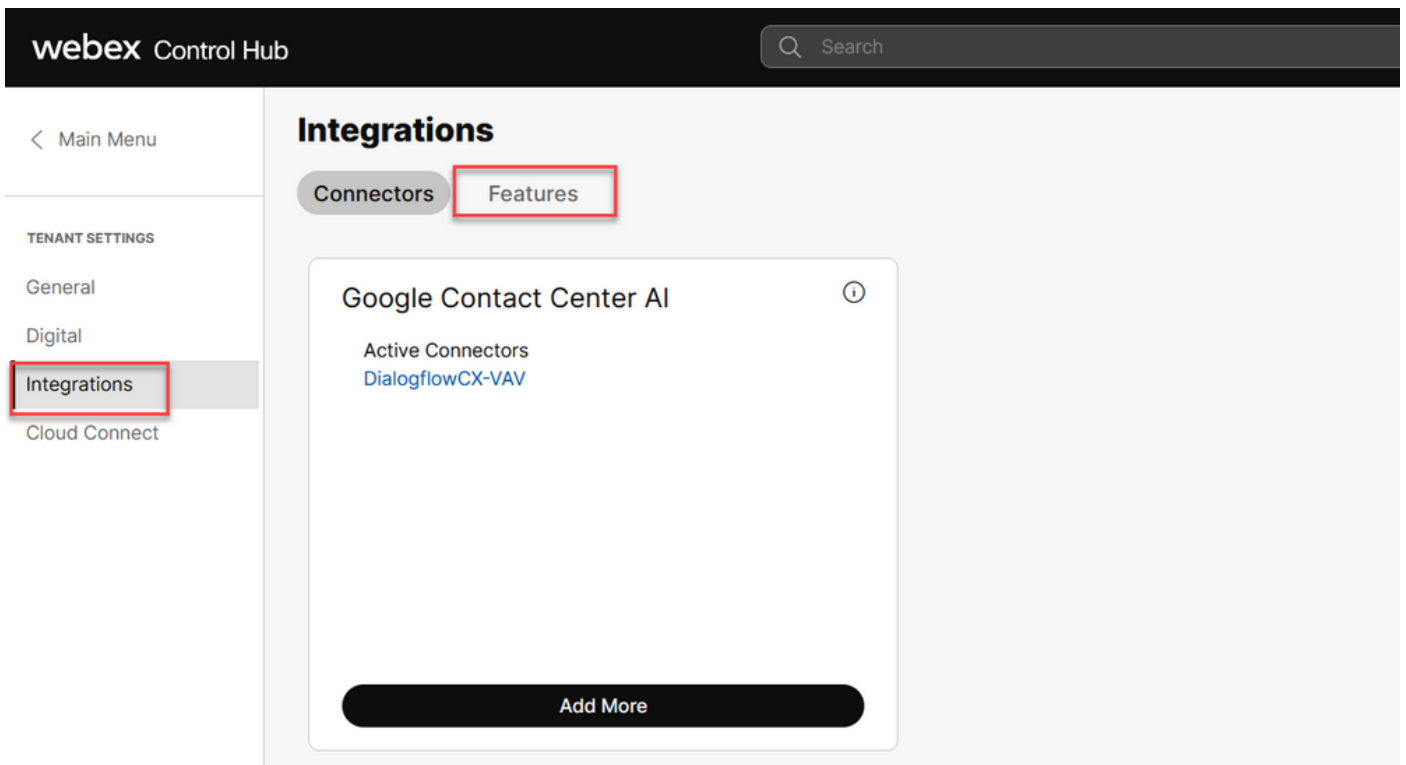 webex Control Hub
Search
Main Menu
TENANT SETTINGS
General
Digital
Integrations
Cloud Connect
Integrations
Connectors
Features
Google Contact Center AI
Active Connectors
DialogflowCX-VAV
Add More